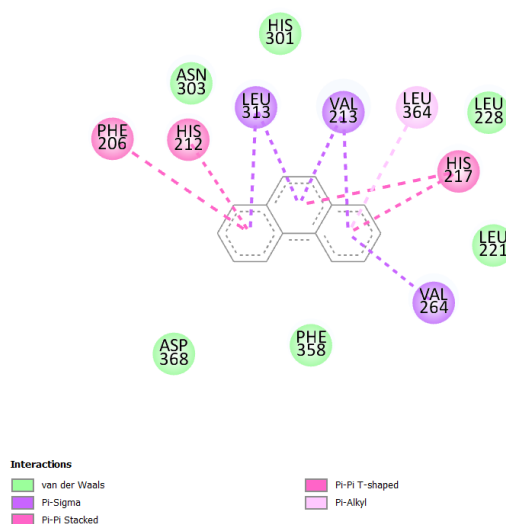 HIS
301
ASN
303
LEU
313
VAL
213
LEU
364
LEU
228
PHE
206
HIS
212
HIS
217
LEU
221
VAL
264
ASP
368
PHE
358
Interactions
van der Waals
Pi-Sigma
Pi-Pi Stacked
Pi-Pi T-shaped
Pi-Alkyl